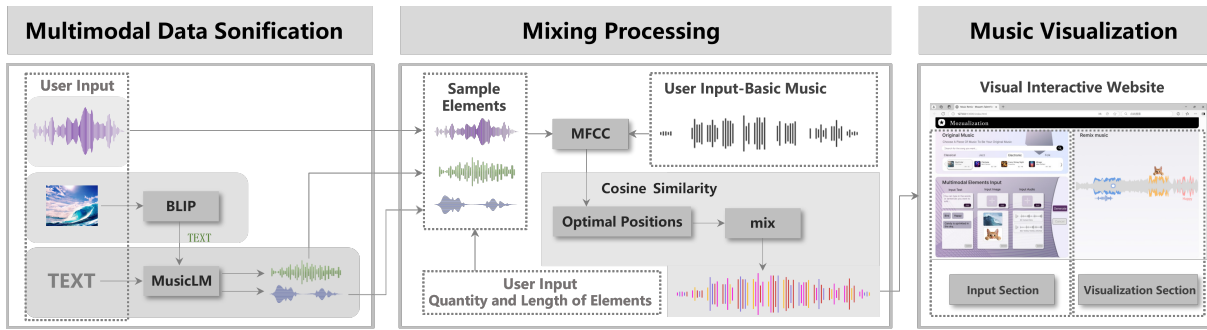 Multimodal Data Sonification
User Input
BLIP
TEXT
TEXT
MusicLM
Mixing Processing
Sample
Elements
User Input-Basic Music
MFCC
Cosine Similarity
Optimal Positions
mix
User Input
Quantity and Length of Elements
Music Visualization
Visual Interactive Website
Mozualization
Original Music
Remix music
Multimodal Elements Input
Input Section
Visualization Section